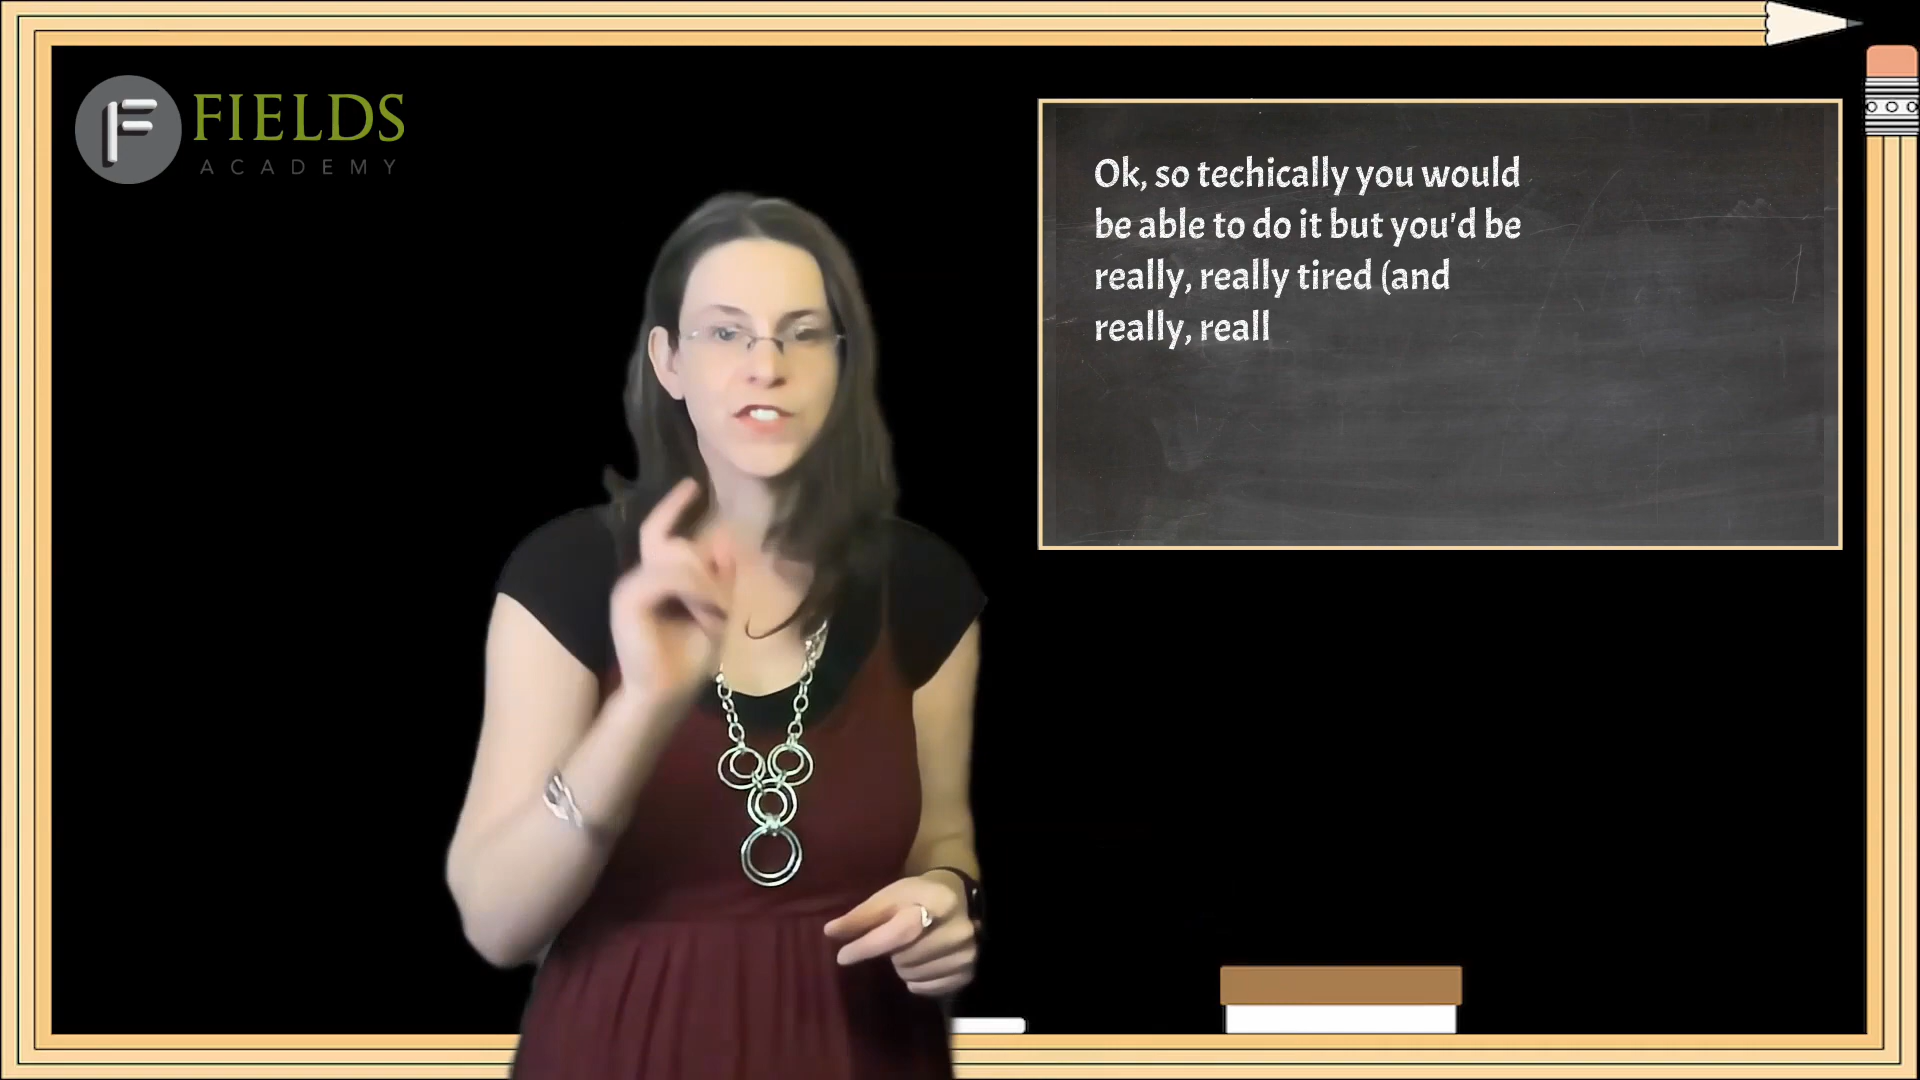 FIELDS
ACADEMY
Ok, so techically you would
be able to do it but you'd be
really, really tired (and
really, reall